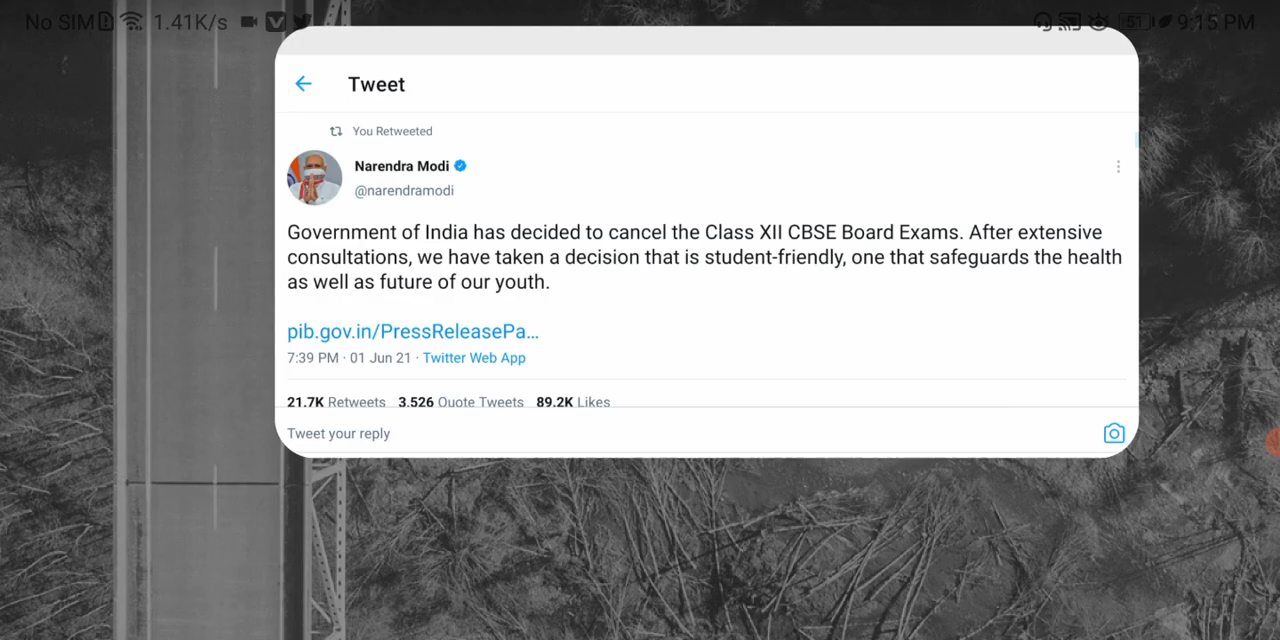 No SIM 1.41K/s 51 9:15 PM
Tweet
You Retweeted
Narendra Modi
@narendramodi
Government of India has decided to cancel the Class XII CBSE Board Exams. After extensive
consultations, we have taken a decision that is student-friendly, one that safeguards the health
as well as future of our youth.
pib.gov.in/PressReleasePa...
7:39 PM · 01 Jun 21 · Twitter Web App
21.7K Retweets 3,526 Quote Tweets 89.2K Likes
Tweet your reply